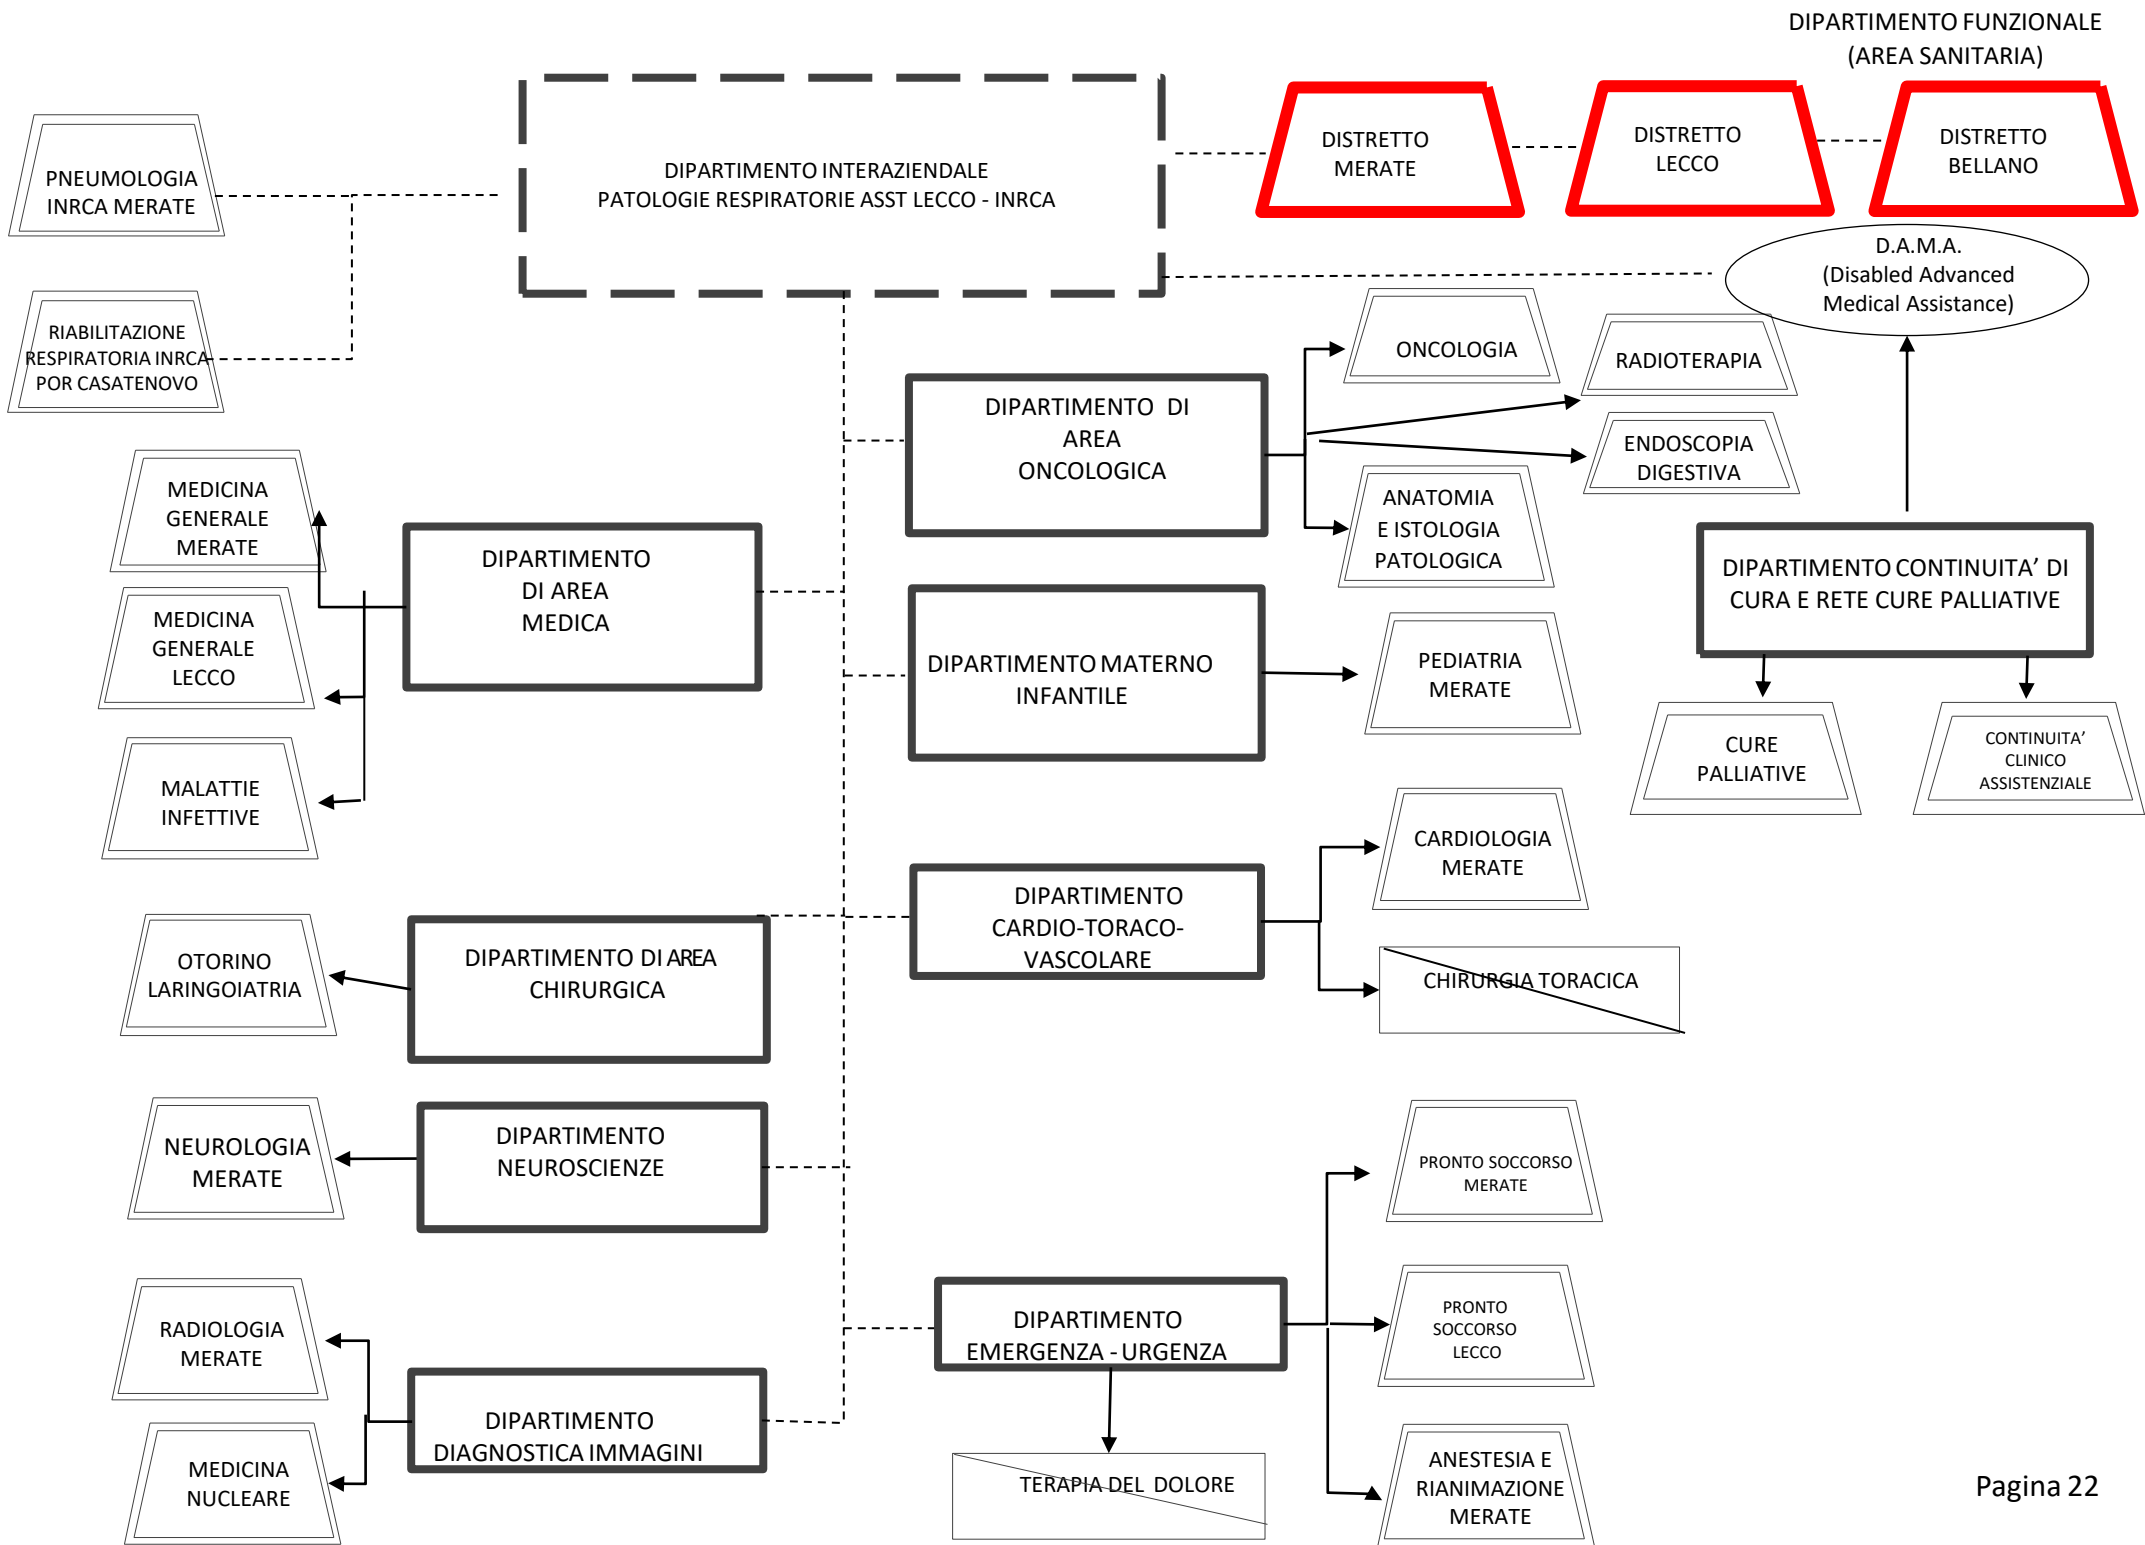 DIPARTIMENTO FUNZIONALE
(AREA SANITARIA)
DIPARTIMENTO INTERAZIENDALE
PATOLOGIE RESPIRATORIE ASST LECCO - INRCA
DISTRETTO
MERATE
DISTRETTO
LECCO
DISTRETTO
BELLANO
PNEUMOLOGIA
INRCA MERATE
D.A.M.A.
(Disabled Advanced
Medical Assistance)
RIABILITAZIONE
RESPIRATORIA INRCA
POR CASATENOVO
DIPARTIMENTO DI
AREA
ONCOLOGICA
ONCOLOGIA
RADIOTERAPIA
ENDOSCOPIA
DIGESTIVA
ANATOMIA
E ISTOLOGIA
PATOLOGICA
MEDICINA
GENERALE
MERATE
MEDICINA
GENERALE
LECCO
MALATTIE
INFETTIVE
DIPARTIMENTO
DI AREA
MEDICA
DIPARTIMENTO CONTINUITA’ DI
CURA E RETE CURE PALLIATIVE
DIPARTIMENTO MATERNO
INFANTILE
PEDIATRIA
MERATE
CURE
PALLIATIVE
CONTINUITA’
CLINICO
ASSISTENZIALE
DIPARTIMENTO
CARDIO-TORACO-
VASCOLARE
CARDIOLOGIA
MERATE
CHIRURGIA TORACICA
OTORINO
LARINGOIATRIA
DIPARTIMENTO DI AREA
CHIRURGICA
NEUROLOGIA
MERATE
DIPARTIMENTO
NEUROSCIENZE
PRONTO SOCCORSO
MERATE
PRONTO
SOCCORSO
LECCO
DIPARTIMENTO
EMERGENZA - URGENZA
RADIOLOGIA
MERATE
MEDICINA
NUCLEARE
DIPARTIMENTO
DIAGNOSTICA IMMAGINI
TERAPIA DEL DOLORE
ANESTESIA E
RIANIMAZIONE
MERATE
Pagina 22